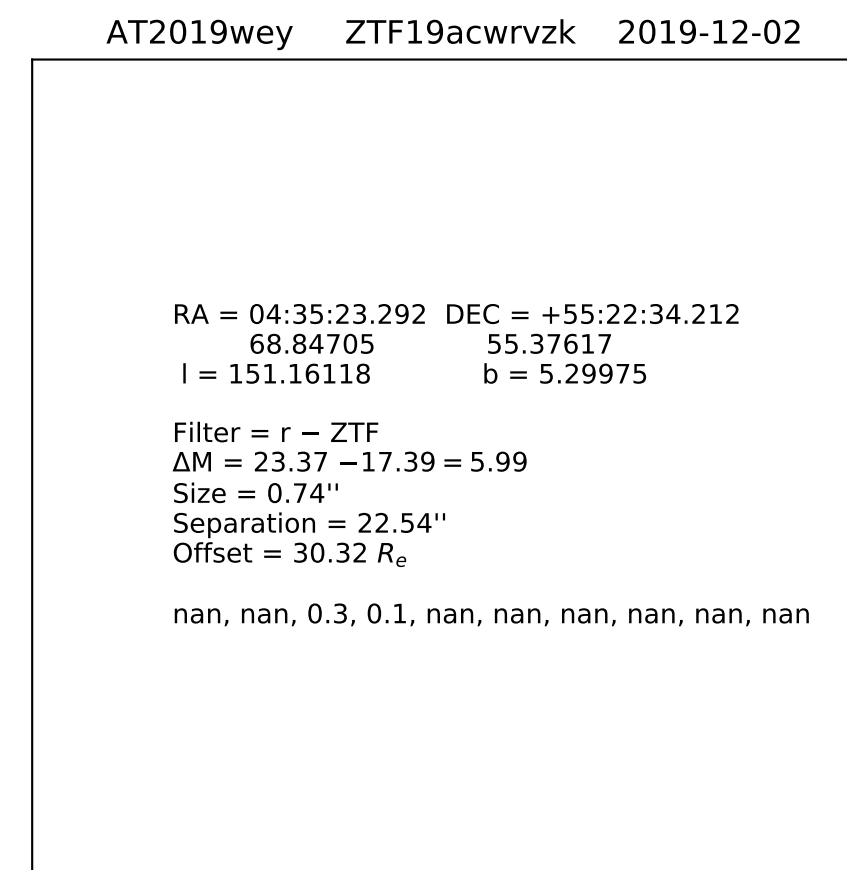 AT2019wey ZTF19acwrvzk 2019-12-02
RA = 04:35:23.292 DEC = +55:22:34.212
68.84705 55.37617
l = 151.16118 b = 5.29975
Filter = r − ZTF
ΔM = 23.37 −17.39 = 5.99
Size = 0.74''
Separation = 22.54''
Offset = 30.32 Re
nan, nan, 0.3, 0.1, nan, nan, nan, nan, nan, nan